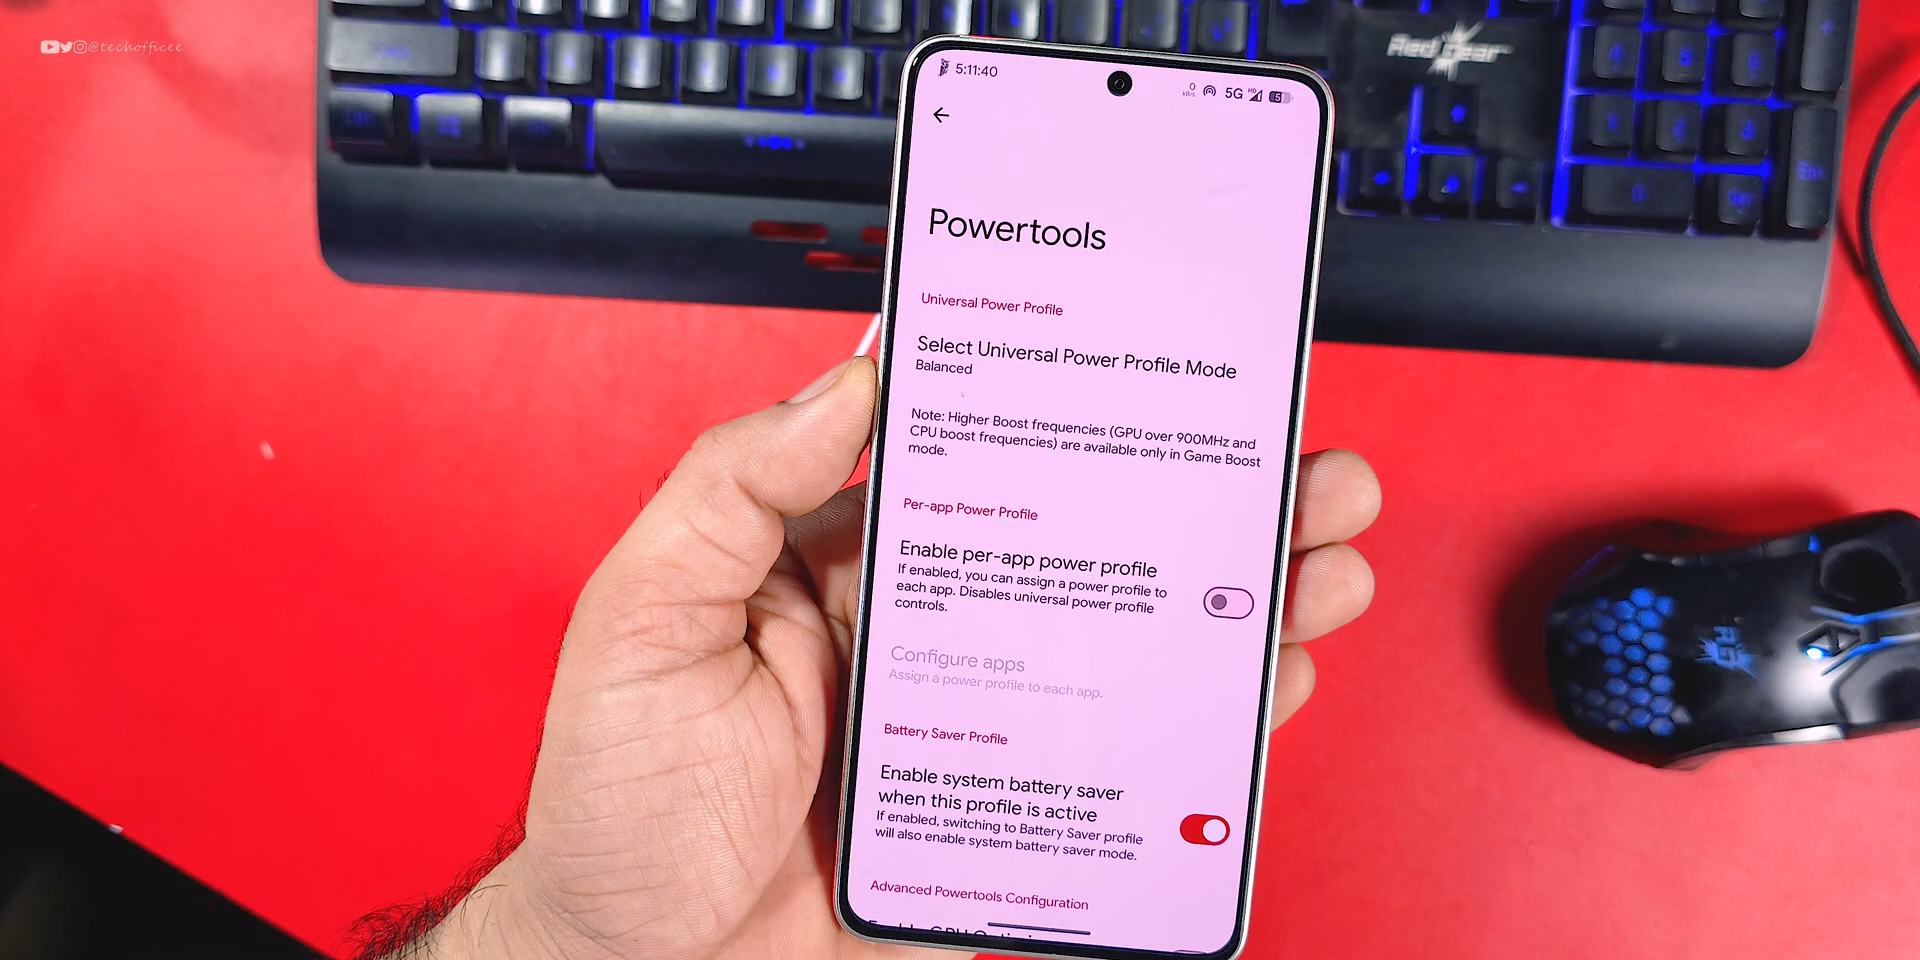 @techofficee
Red Gear
5:11:40
0
kB/s
5G
HD
5
Powertools
Universal Power Profile
Select Universal Power Profile Mode
Balanced
Note: Higher Boost frequencies (GPU over 900MHz and
CPU boost frequencies) are available only in Game Boost
mode.
Per-app Power Profile
Enable per-app power profile
If enabled, you can assign a power profile to
each app. Disables universal power profile
controls.
Configure apps
Assign a power profile to each app.
Battery Saver Profile
Enable system battery saver
when this profile is active
If enabled, switching to Battery Saver profile
will also enable system battery saver mode.
Advanced Powertools Configuration